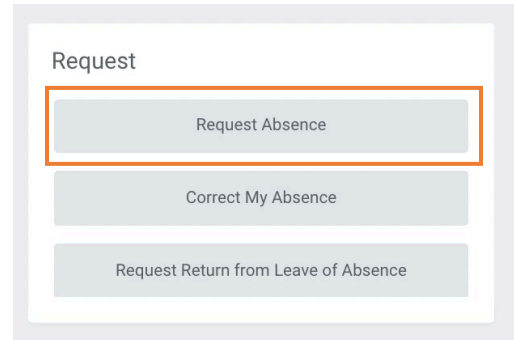 Request
Request Absence
Correct My Absence
Request Return from Leave of Absence